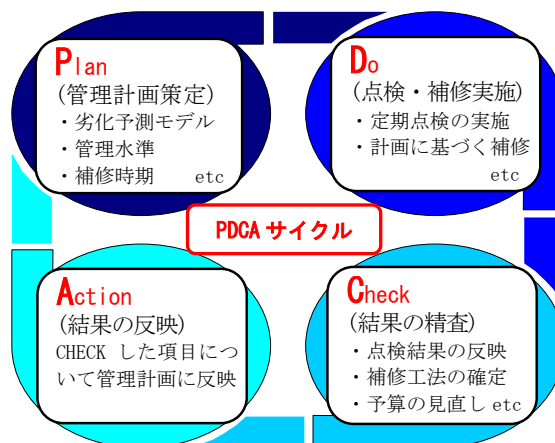 Plan
(管理計画策定)
・劣化予測モデル
・管理水準
・補修時期 etc
Do
(点検・補修実施)
・定期点検の実施
・計画に基づく補修
etc
PDCA サイクル
Action
(結果の反映)
CHECK した項目につ
いて管理計画に反映
Check
(結果の精査)
・点検結果の反映
・補修工法の確定
・予算の見直し etc